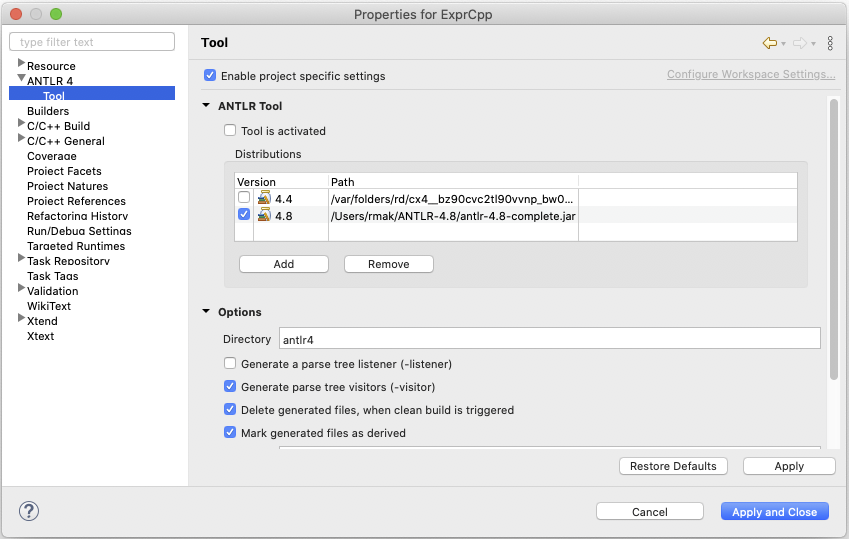 Properties for ExprCpp
type filter text
Resource
ANTLR 4
Tool
Builders
C/C++ Build
C/C++ General
Coverage
Project Facets
Project Natures
Project References
Refactoring History
Run/Debug Settings
Targeted Runtimes
Task Repository
Task Tags
Validation
WikiText
Xtend
Xtext
Tool
Enable project specific settings
Configure Workspace Settings...
ANTLR Tool
Tool is activated
Distributions
Version Path
4.4 /var/folders/rd/cx4__bz90cvc2tl90vvnp_bw0...
4.8 /Users/rmak/ANTLR-4.8/antlr-4.8-complete.jar
Add Remove
Options
Directory antlr4
Generate a parse tree listener (-listener)
Generate parse tree visitors (-visitor)
Delete generated files, when clean build is triggered
Mark generated files as derived
Restore Defaults Apply
? Cancel Apply and Close